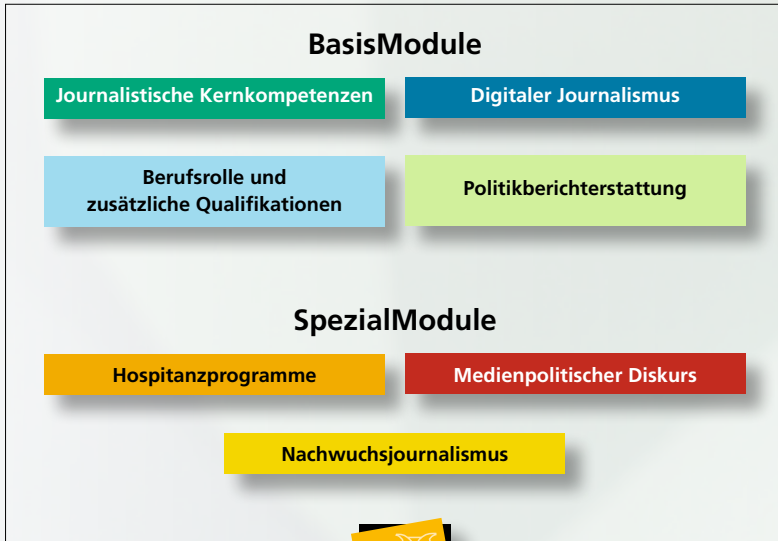 BasisModule
Journalistische Kernkompetenzen
Digitaler Journalismus
Berufsrolle und
zusätzliche Qualifikationen
Politikberichterstattung
SpezialModule
Hospitanzprogramme
Medienpolitischer Diskurs
Nachwuchsjournalismus